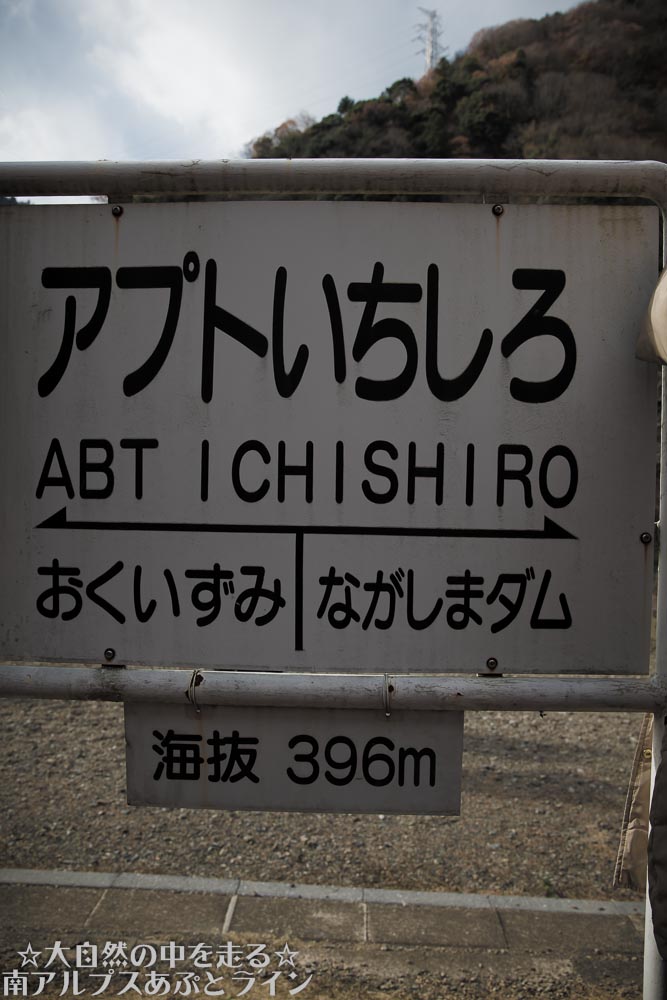 アプトいちしろ
ABT ICHISHIRO
おくいずみ ながしまダム
海抜 396m
☆大自然の中を走る☆
南アルプスあぷとライン